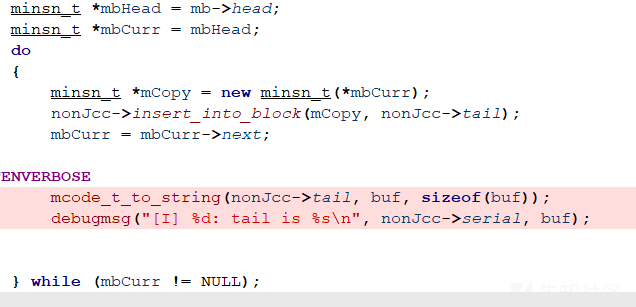 minsn_t *mbHead = mb->head;
minsn_t *mbCurr = mbHead;
do
{
minsn_t *mCopy = new minsn_t(*mbCurr);
nonJcc->insert_into_block(mCopy, nonJcc->tail);
mbCurr = mbCurr->next;
ENVERBOSE
mcode_t_to_string(nonJcc->tail, buf, sizeof(buf));
debugmsg("[I] %d: tail is %s\n", nonJcc->serial, buf);
} while (mbCurr != NULL);